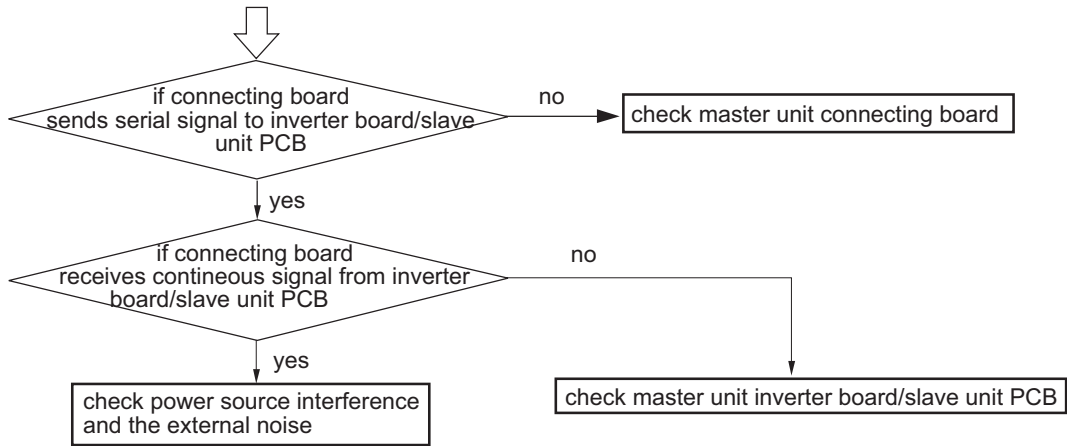 if connecting board
sends serial signal to inverter board/slave
unit PCB
no
check master unit connecting board
yes
if connecting board
receives contineous signal from inverter
board/slave unit PCB
no
yes
check power source interference
and the external noise
check master unit inverter board/slave unit PCB